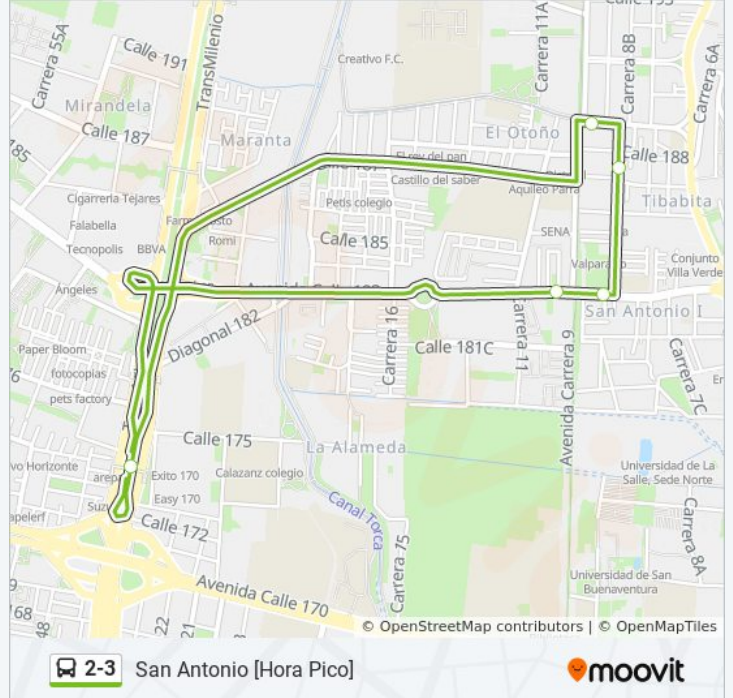 Calle 193
Carrera 11A
Carrera 8B
Carrera 6A
Carrera 55A
Calle 191
TransMilenio
Creativo F.C.
Mirandela
Calle 187
Maranta
El Otoño
185
El rey del pan
Calle 188
Castillo del saber
Aquileo Parra
Cigarreria Tejares
Petis colegio
Tibabita
Falabella
Romi
Calle 185
SENA
Tecnopolis
BBVA
Conjunto
Villa Verde
Angeles
San Antonio I
Diagonal 182
Carrera 16
Carrera 11
Paper Bloom
Calle 181C
Avenida Carrera 9
Carrera 7C
fotocopias
pets factory
Calle 175
La Alameda
Universidad de La
Salle, Sede Norte
Exito 170
Calazanz colegio
Easy 170
Calle 172
Canal Torca
Carrera 75
Carrera 8A
Universidad de San
Buenaventura
Avenida Calle 170
168
22
© OpenStreetMap contributors | © OpenMapTiles
2-3 San Antonio [Hora Pico]
moovit